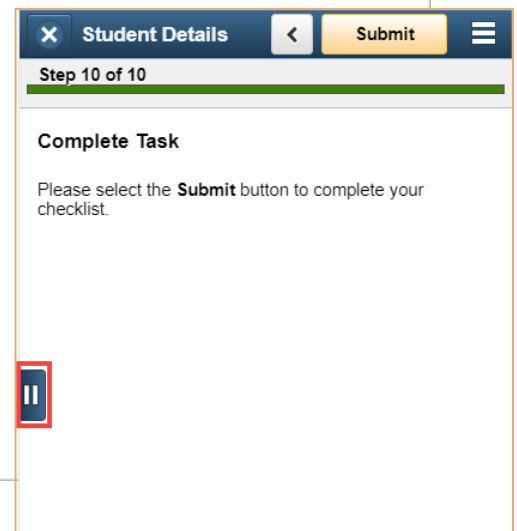 Student Details
Submit
Step 10 of 10
Complete Task
Please select the Submit button to complete your
checklist.